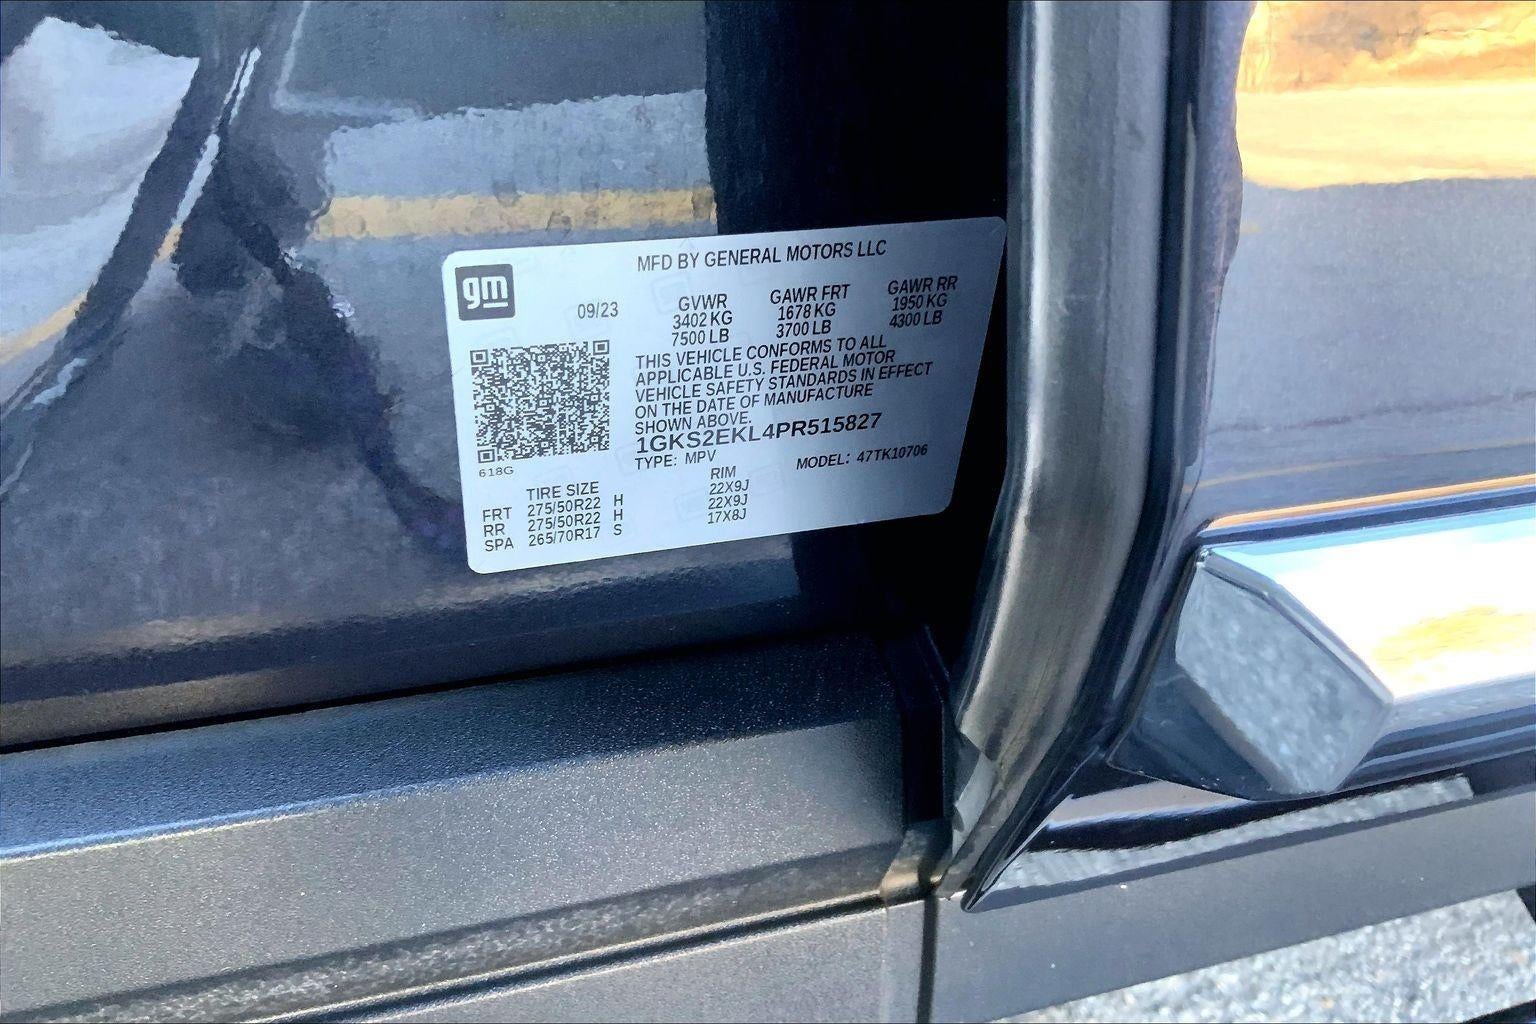 MFD BY GENERAL MOTORS LLC
gm
09/23
GVWR GAWR FRT GAWR RR
3402 KG 1678 KG 1950 KG
7500 LB 3700 LB 4300 LB
THIS VEHICLE CONFORMS TO ALL
APPLICABLE U.S. FEDERAL MOTOR
VEHICLE SAFETY STANDARDS IN EFFECT
ON THE DATE OF MANUFACTURE
SHOWN ABOVE.
1GKS2EKL4PR515827
618G
TYPE: MPV MODEL: 47TK10706
TIRE SIZE RIM
FRT 275/50R22 H 22X9J
RR 275/50R22 H 22X9J
SPA 265/70R17 S 17X8J